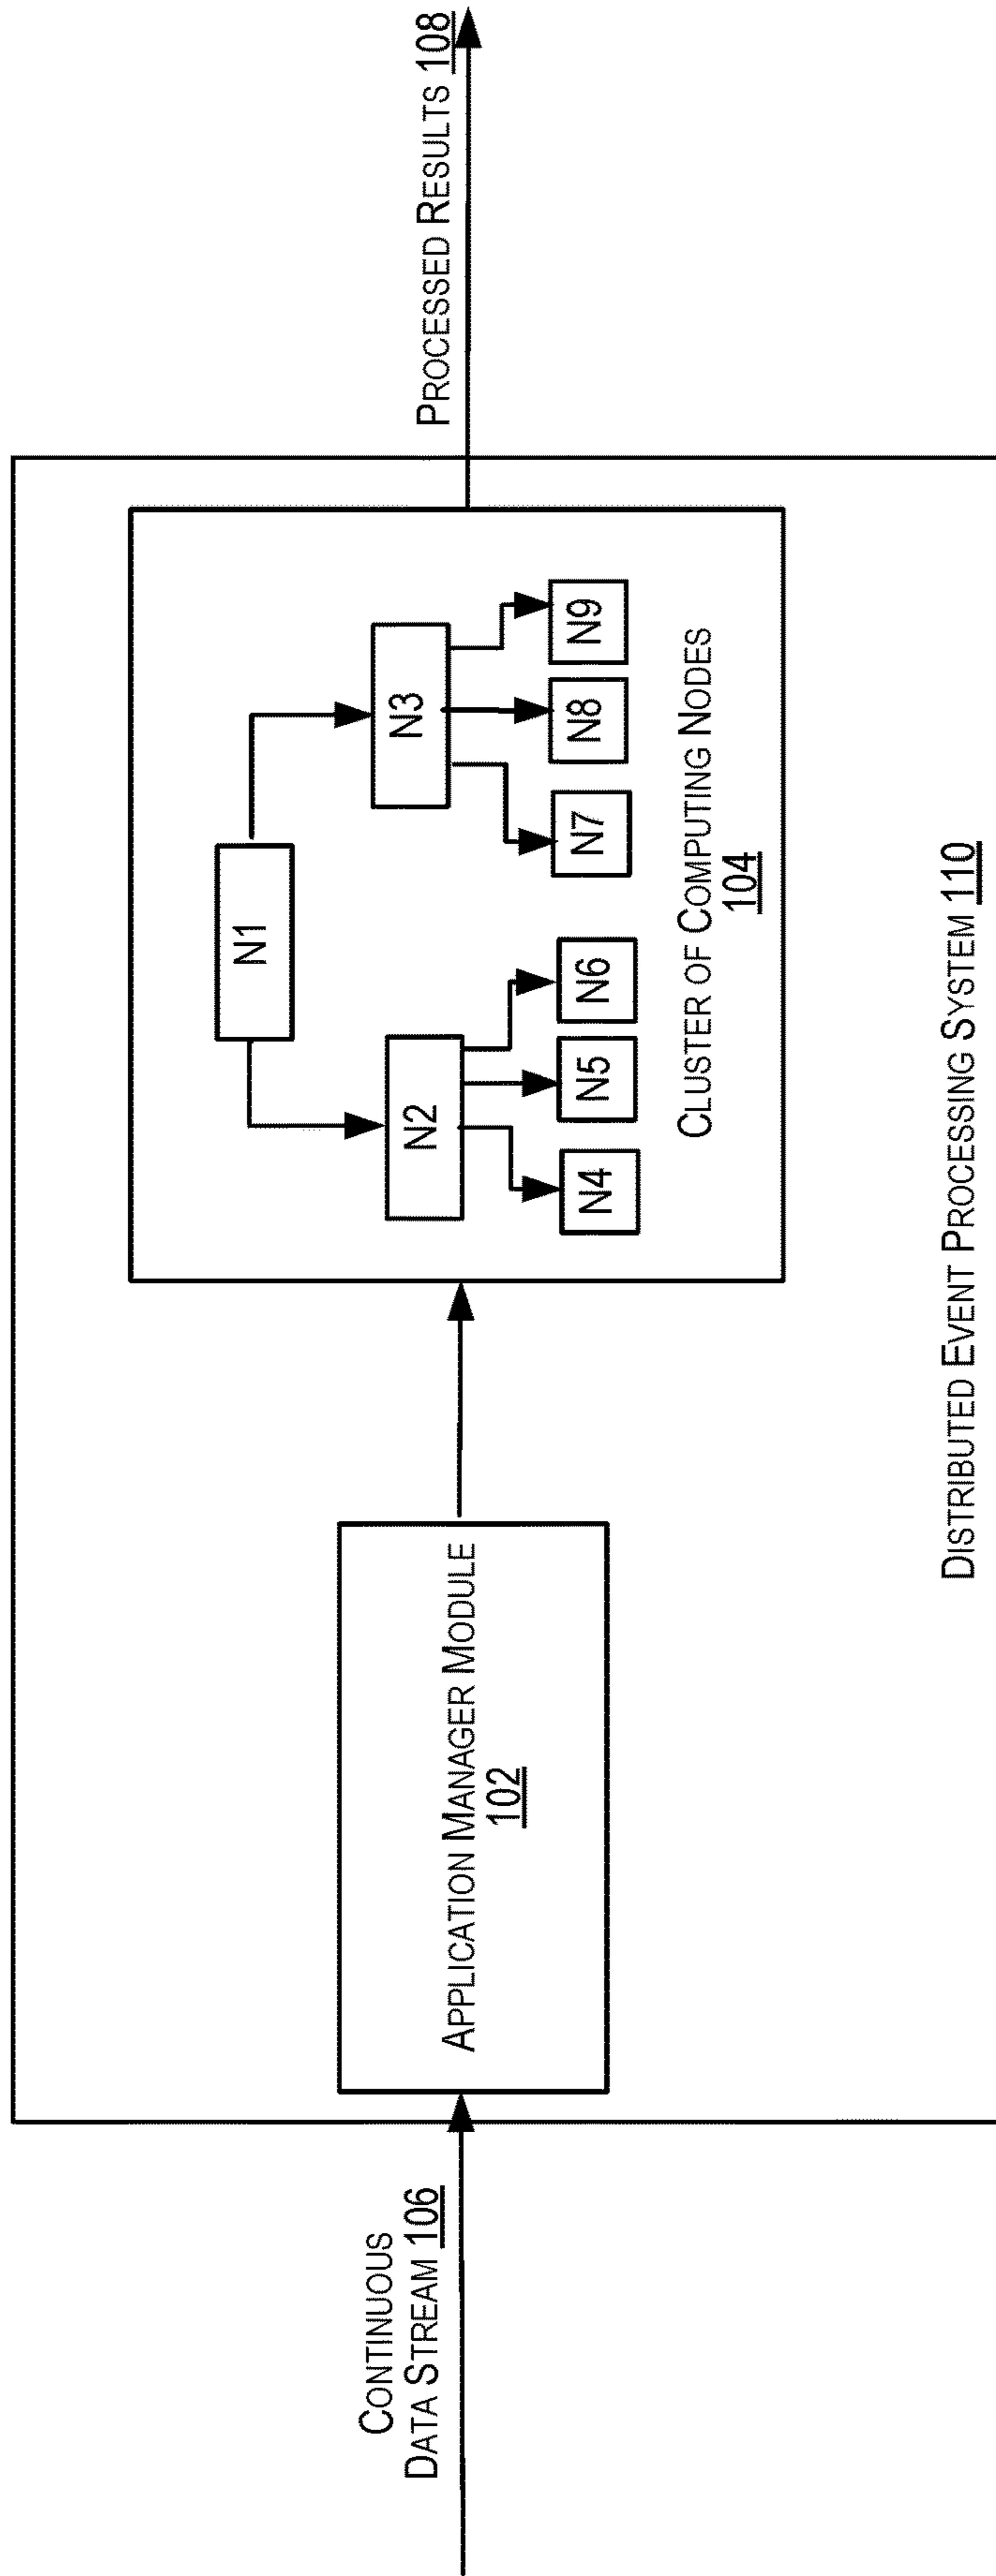 CONTINUOUS
DATA STREAM 106
APPLICATION MANAGER MODULE
102
N1
N2
N3
N4
N5
N6
N7
N8
N9
CLUSTER OF COMPUTING NODES
104
PROCESSED RESULTS 108
DISTRIBUTED EVENT PROCESSING SYSTEM 110